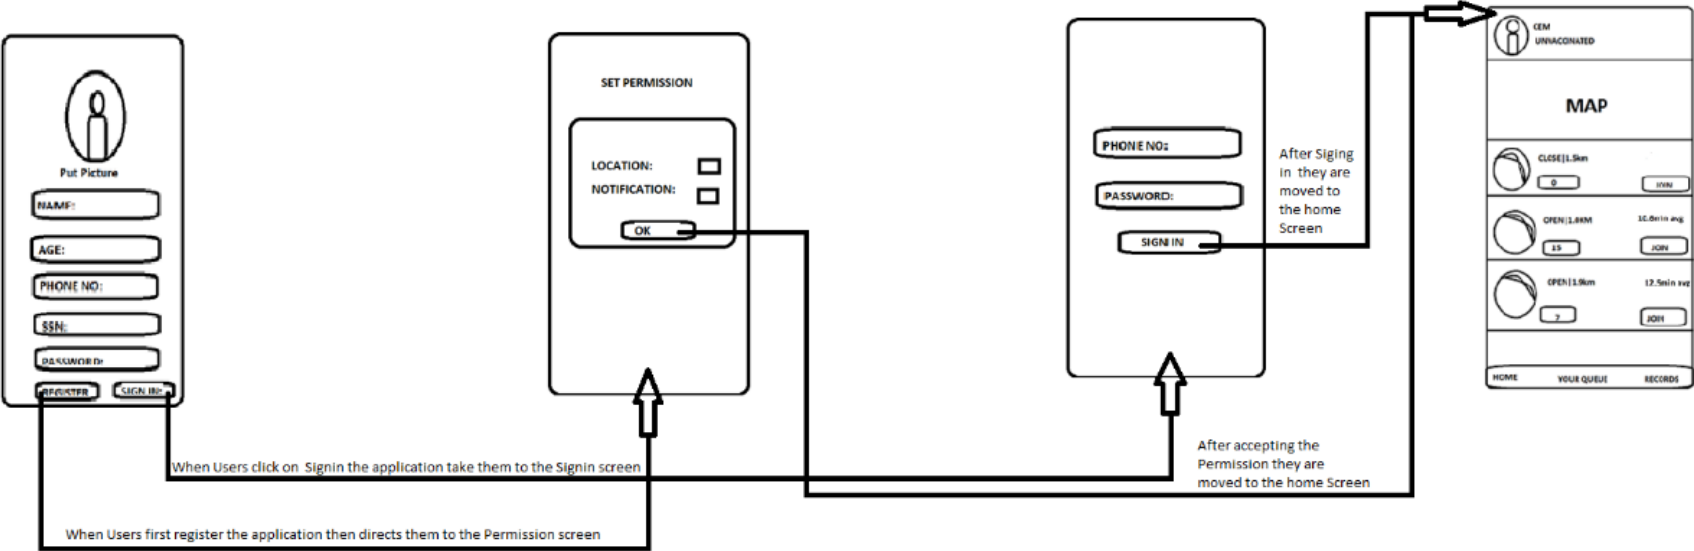 Put Picture
NAME:
AGE:
PHONE NO:
SSN:
PASSWORD:
REGISTER
SIGN IN:
When Users click on Signin the application take them to the Signin screen
When Users first register the application then directs them to the Permission screen
SET PERMISSION
LOCATION:
NOTIFICATION:
OK
PHONE NO:
PASSWORD:
SIGN IN
After Siging
in they are
moved to
the home
Screen
After accepting the
Permission they are
moved to the home Screen
CEM
UNVACONATED
MAP
CLOSE|1.5km
0
JOIN
OPEN|1.8KM
10.6min avg
15
JOIN
OPEN|1.9km
12.5min avg
7
JOIN
HOME
YOUR QUEUE
RECORDS